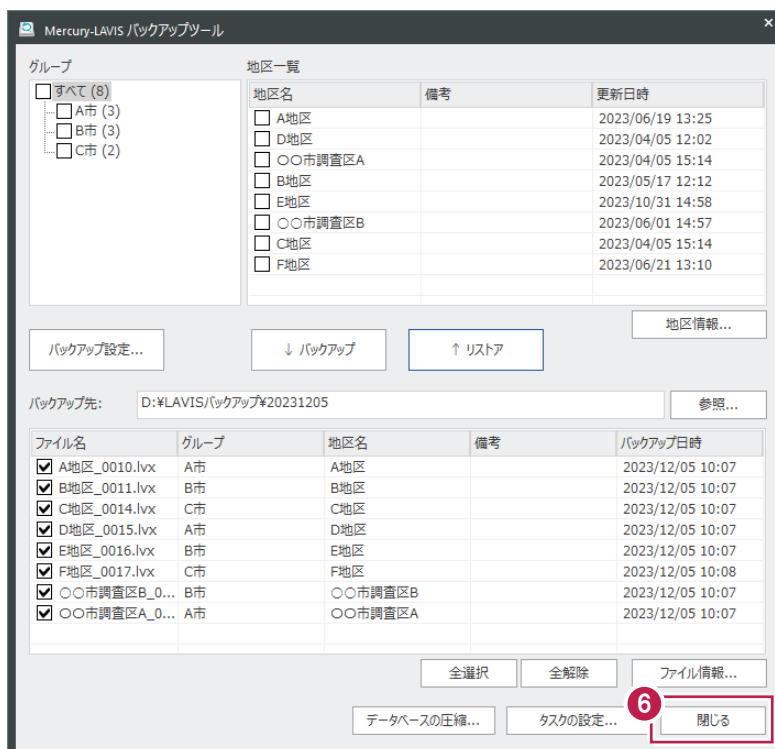 Mercury-LAVIS バックアップツール
×
グループ
すべて (8)
A市 (3)
B市 (3)
C市 (2)
地区一覧
地区名 備考 更新日時
A地区 2023/06/19 13:25
D地区 2023/04/05 12:02
○○市調査区A 2023/04/05 15:14
B地区 2023/05/17 12:12
E地区 2023/10/31 14:58
○○市調査区B 2023/06/01 14:57
C地区 2023/04/05 15:14
F地区 2023/06/21 13:10
地区情報...
バックアップ設定... ↓ バックアップ ↑ リストア
バックアップ先: D:¥LAVISバックアップ¥20231205 参照...
ファイル名 グループ 地区名 備考 バックアップ日時
A地区_0010.lvx A市 A地区 2023/12/05 10:07
B地区_0011.lvx B市 B地区 2023/12/05 10:07
C地区_0014.lvx C市 C地区 2023/12/05 10:07
D地区_0015.lvx A市 D地区 2023/12/05 10:07
E地区_0016.lvx B市 E地区 2023/12/05 10:07
F地区_0017.lvx C市 F地区 2023/12/05 10:08
○○市調査区B_0... B市 ○○市調査区B 2023/12/05 10:07
○○市調査区A_0... A市 ○○市調査区A 2023/12/05 10:07
全選択 全解除 ファイル情報...
6
データベースの圧縮... タスクの設定... 閉じる